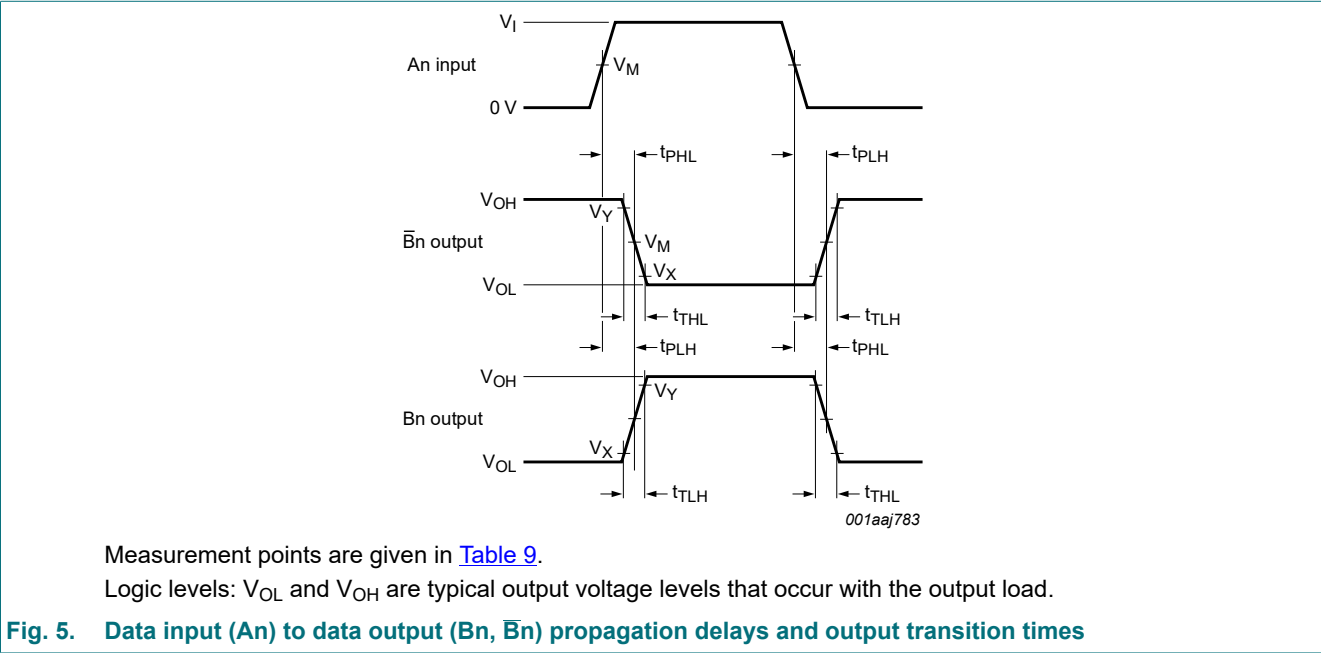 V_I
An input
V_M
0 V
t_PHL
t_PLH
V_OH
V_Y
B̅n output
V_M
V_X
V_OL
t_THL
t_TLH
t_PLH
t_PHL
V_OH
V_Y
Bn output
V_X
V_OL
t_TLH
t_THL
001aaj783
Measurement points are given in Table 9.
Logic levels: V_OL and V_OH are typical output voltage levels that occur with the output load.
Fig. 5. Data input (An) to data output (Bn, B̅n) propagation delays and output transition times